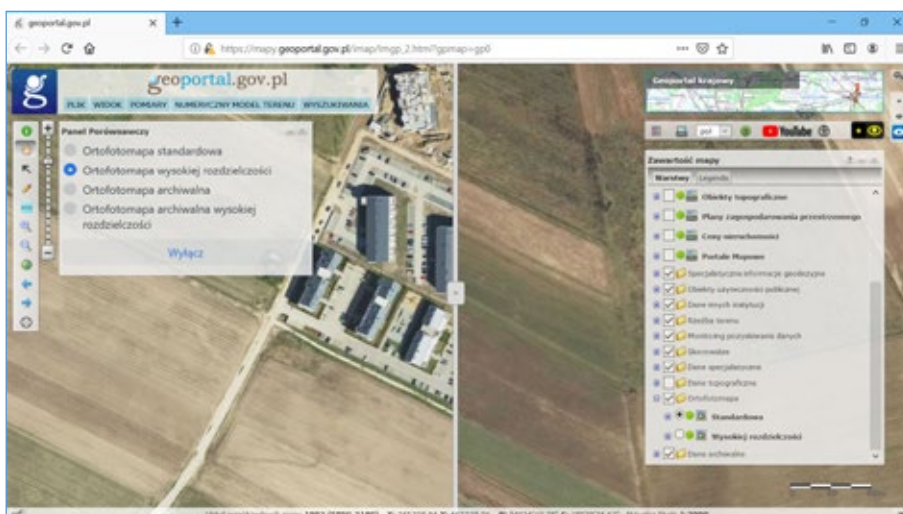 geoportal.gov.pl
https://mapy.geoportal.gov.pl/imap/Imgp_2.html?gpmap=gp0
geoportal.gov.pl
PLIK WIDOK POMIARY NUMERYCZNY MODEL TERENU WYSZUKIWANIA
Panel Porównawczy
Ortofotomapa standardowa
Ortofotomapa wysokiej rozdzielczości
Ortofotomapa archiwalna
Ortofotomapa archiwalna wysokiej
rozdzielczości
Wyłącz
Geoportal krajowy
pol
YouTube
Zawartość mapy
Warstwy Legenda
Obiekty topograficzne
Plany zagospodarowania przestrzennego
Ceny nieruchomości
Portale Mapowe
Specjalistyczne informacje geodezyjne
Obiekty użyteczności publicznej
Dane innych instytucji
Rzeźba terenu
Monitoring pozyskiwania danych
Skorowidze
Dane specjalistyczne
Dane topograficzne
Ortofotomapa
Standardowa
Wysokiej rozdzielczości
Dane archiwalne